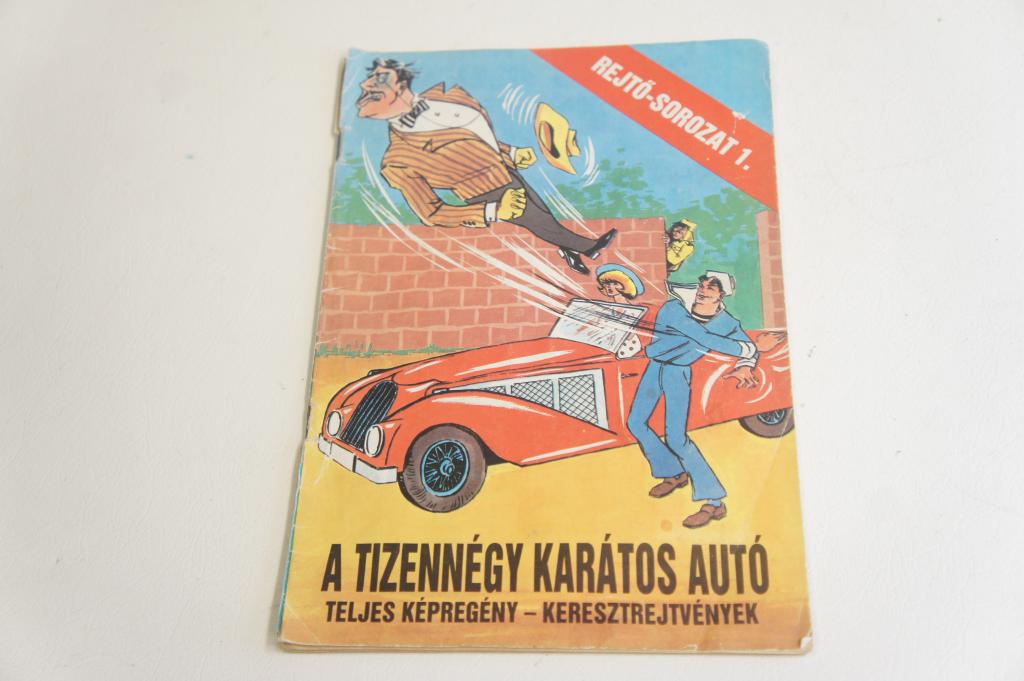 REJTŐ-SOROZAT 1.
A TIZENNÉGY KARÁTOS AUTÓ
TELJES KÉPREGÉNY – KERESZTREJTVÉNYEK